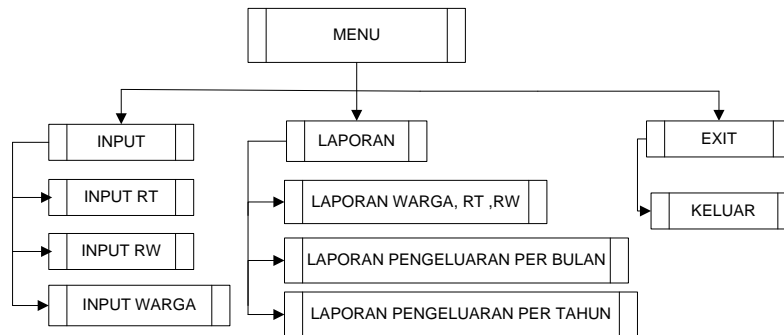 MENU
INPUT
INPUT RT
INPUT RW
INPUT WARGA
LAPORAN
LAPORAN WARGA, RT ,RW
LAPORAN PENGELUARAN PER BULAN
LAPORAN PENGELUARAN PER TAHUN
EXIT
KELUAR